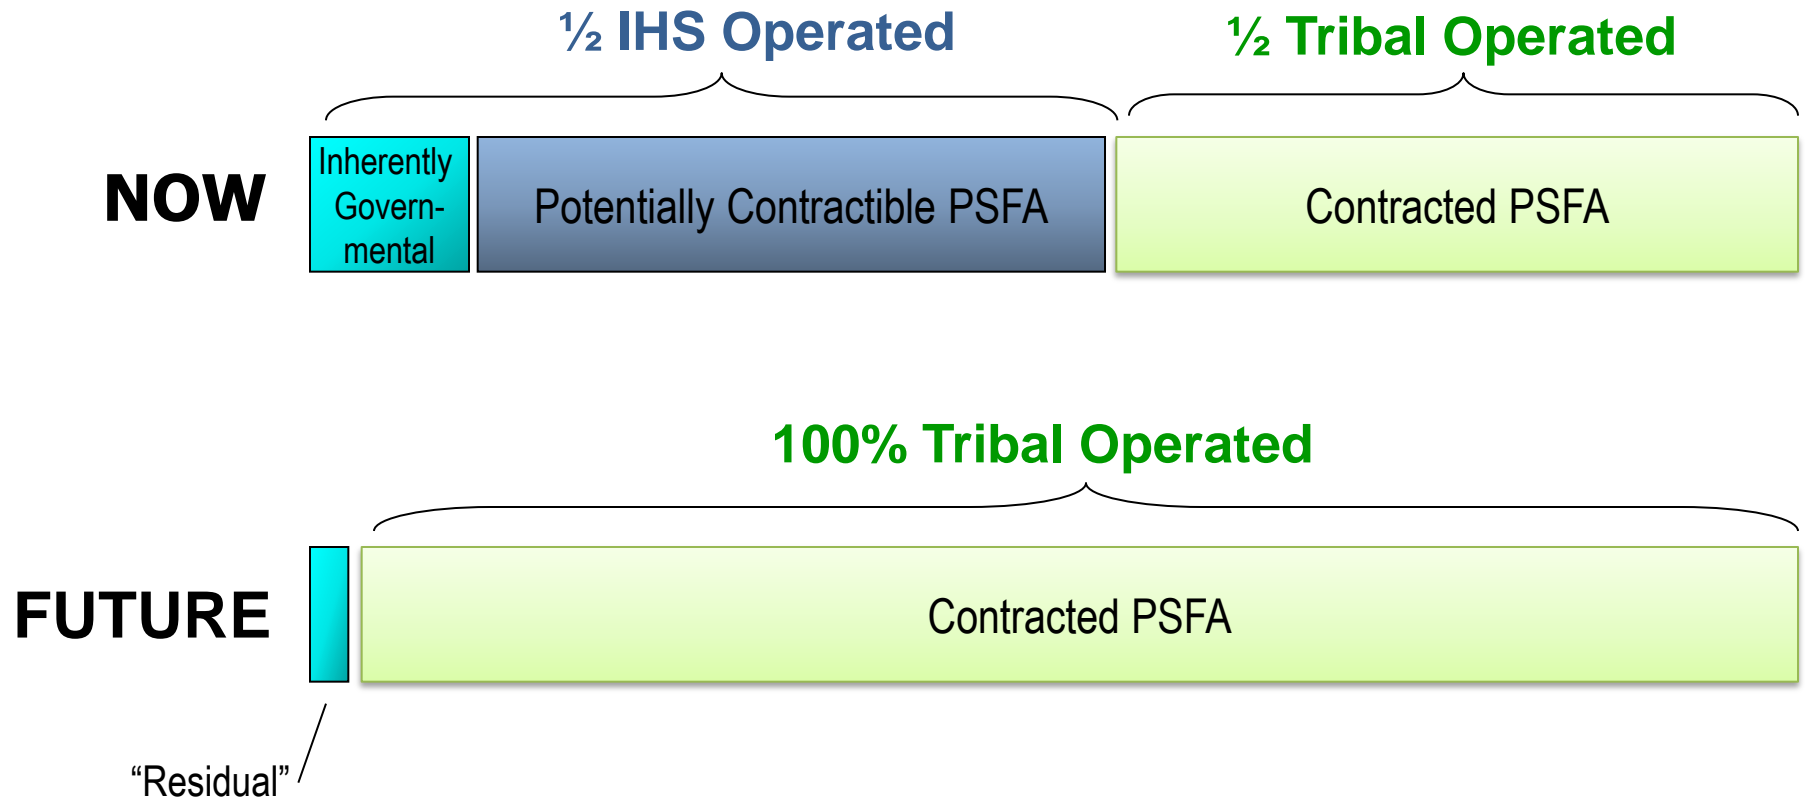 ½ IHS Operated
½ Tribal Operated
NOW
Inherently
Govern-
mental
Potentially Contractible PSFA
Contracted PSFA
100% Tribal Operated
FUTURE
Contracted PSFA
“Residual”